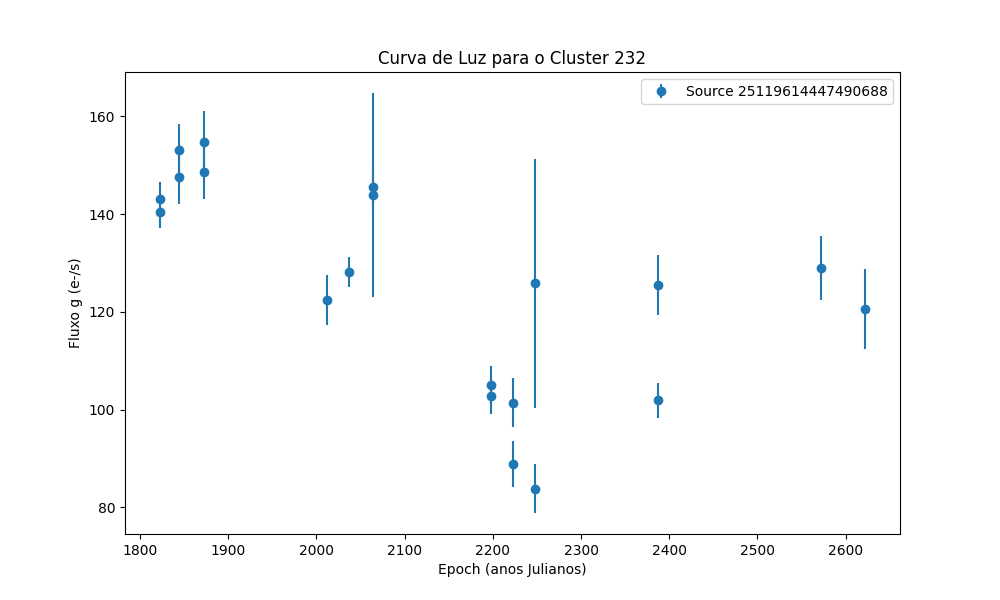 Curva de Luz para o Cluster 232
Source 25119614447490688
Fluxo g (e-/s)
160
140
120
100
80
1800 1900 2000 2100 2200 2300 2400 2500 2600
Epoch (anos Julianos)